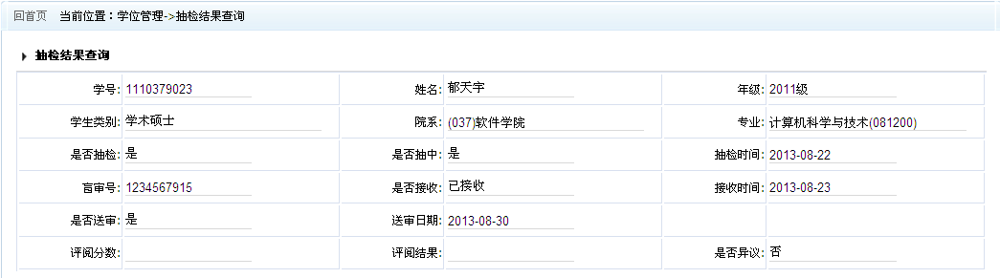 回首页 当前位置：学位管理->抽检结果查询
抽检结果查询
学号: 1110379023 姓名: 郁天宇 年级: 2011级
学生类别: 学术硕士 院系: (037)软件学院 专业: 计算机科学与技术(081200)
是否抽检: 是 是否抽中: 是 抽检时间: 2013-08-22
盲审号: 1234567915 是否接收: 已接收 接收时间: 2013-08-23
是否送审: 是 送审日期: 2013-08-30
评阅分数: 评阅结果: 是否异议: 否